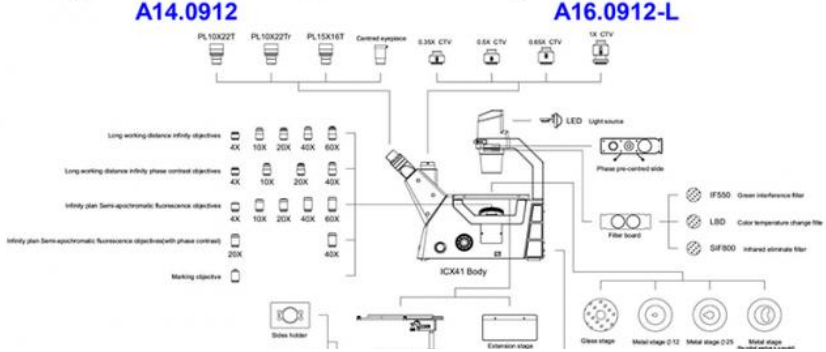 A14.0912 A16.0912-L
PL10X22T PL10X22Tr PL15X16T Centred eyepiece 0.35X CTV 0.5X CTV 0.65X CTV 1X CTV
LED Light source
Long working distance infinity objectives
4X 10X 20X 40X 60X
Phase pre-centred slide
Long working distance infinity phase contrast objectives
4X 10X 20X 40X
IF550 Green interference filter
Infinity plan Semi-apochromatic fluorescence objectives
4X 10X 20X 40X 60X
LBD Color temperature change filte
Filter board
Infinity plan Semi-apochromatic fluorescence objectives(with phase contrast)
20X 40X
SIF800 Infrared eliminate filter
ICX41 Body
Marking objective
Slides holder
Extension stage
Glass stage Metal stage Metal stage Metal stage